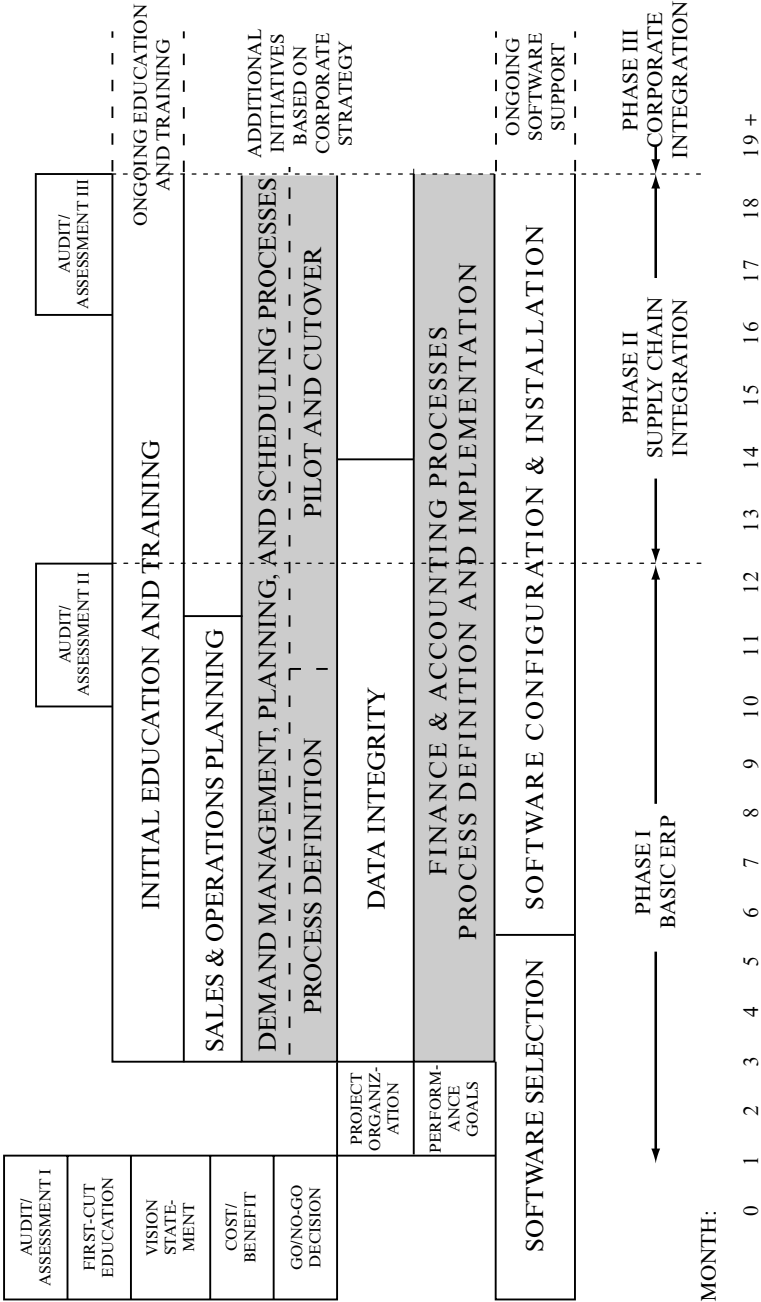 AUDIT/
ASSESSMENT I
FIRST-CUT
EDUCATION
VISION
STATE-
MENT
COST/
BENEFIT
GO/NO-GO
DECISION
AUDIT/
ASSESSMENT II
AUDIT/
ASSESSMENT III
INITIAL EDUCATION AND TRAINING
ONGOING EDUCATION
AND TRAINING
SALES & OPERATIONS PLANNING
DEMAND MANAGEMENT, PLANNING, AND SCHEDULING PROCESSES
PROCESS DEFINITION
PILOT AND CUTOVER
ADDITIONAL
INITIATIVES
BASED ON
CORPORATE
STRATEGY
PROJECT
ORGANIZ-
ATION
DATA INTEGRITY
PERFORM-
ANCE
GOALS
FINANCE & ACCOUNTING PROCESSES
PROCESS DEFINITION AND IMPLEMENTATION
SOFTWARE SELECTION
SOFTWARE CONFIGURATION & INSTALLATION
ONGOING
SOFTWARE
SUPPORT
PHASE I
BASIC ERP
PHASE II
SUPPLY CHAIN
INTEGRATION
PHASE III
CORPORATE
INTEGRATION
MONTH:
0 1 2 3 4 5 6 7 8 9 10 11 12 13 14 15 16 17 18 19 +